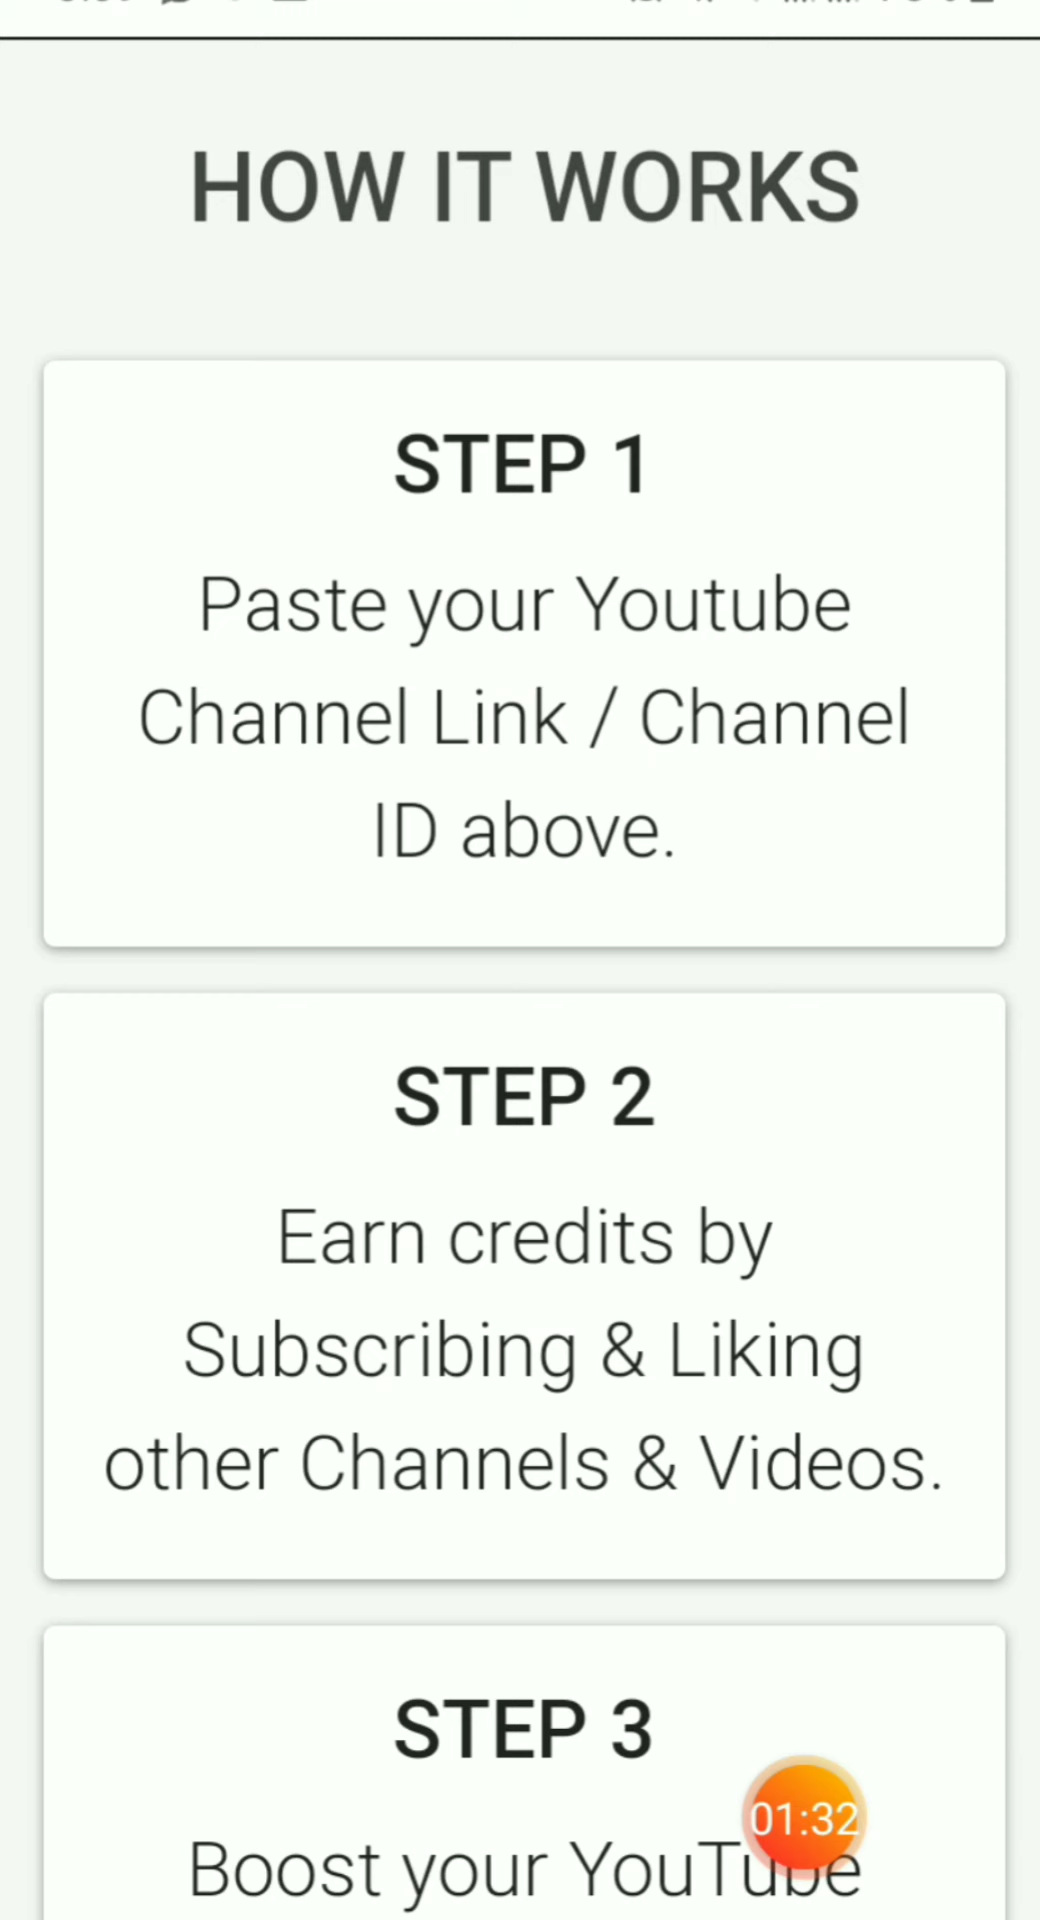 HOW IT WORKS
STEP 1
Paste your Youtube
Channel Link / Channel
ID above.
STEP 2
Earn credits by
Subscribing & Liking
other Channels & Videos.
STEP 3
01:32
Boost your YouTube